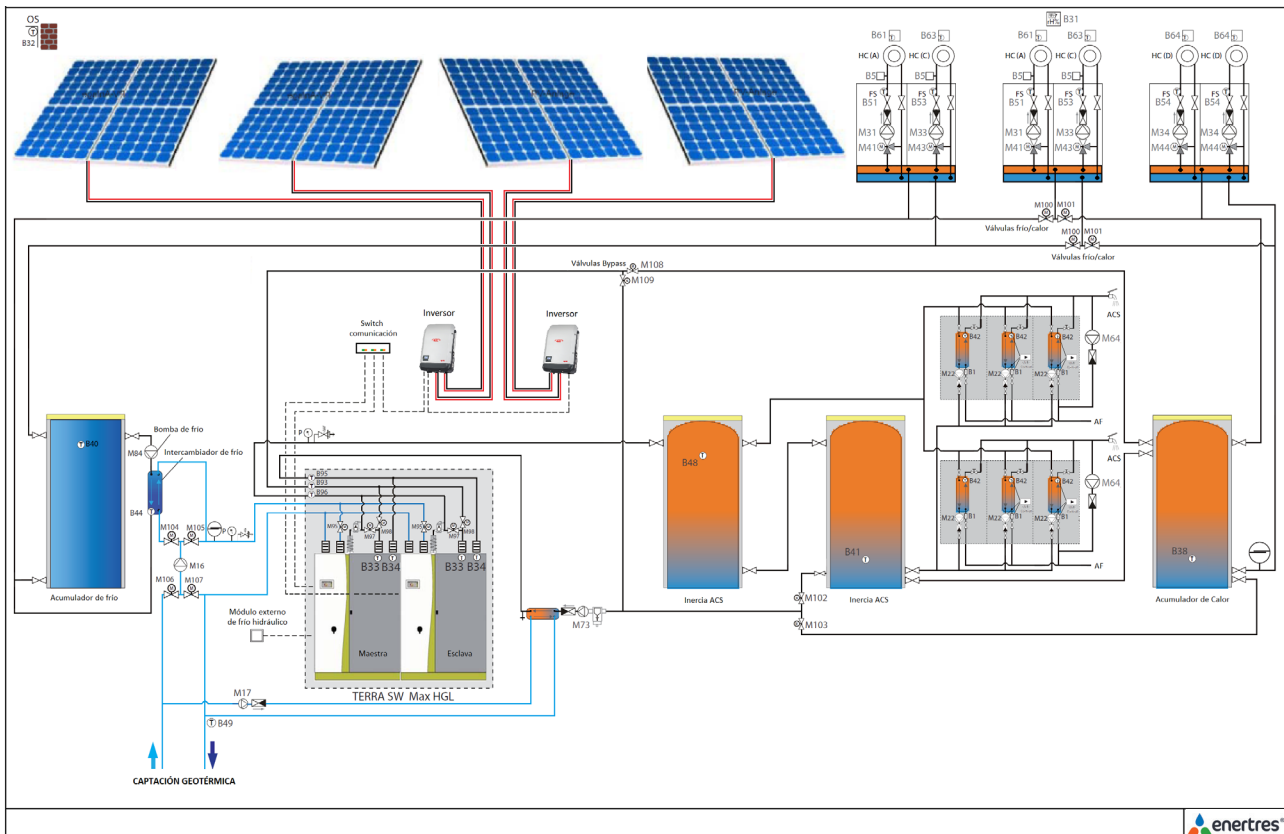 OS
B32
B31
B61
B63
HC (A)
HC (C)
B5
B5
FS
FS
B51
B53
M31
M33
M41
M43
B61
B63
HC (A)
HC (C)
B5
B5
FS
FS
B51
B53
M31
M33
M41
M43
B64
B64
HC (D)
HC (D)
FS
FS
B54
B54
M34
M34
M44
M44
M100
M101
Válvulas frío/calor
M100
M101
Válvulas frío/calor
Válvulas Bypass
M108
M109
Switch
comunicación
Inversor
Inversor
ACS
B42
B42
B42
M64
M22
B1
M22
B1
M22
B1
AF
ACS
B42
B42
B42
M64
M22
B1
M22
B1
M22
B1
AF
B40
Acumulador de frío
Bomba de frío
M84
Intercambiador de frío
B44
M104
M105
P
M16
M106
M107
P
B95
B93
B96
M95
M97
M98
M95
M97
M98
B33
B34
B33
B34
Maestra
Esclava
TERRA SW Max HGL
Módulo externo
de frío hidráulico
M73
B48
Inercia ACS
B41
Inercia ACS
M102
M103
B38
Acumulador de Calor
M17
B49
CAPTACIÓN GEOTÉRMICA
enertres